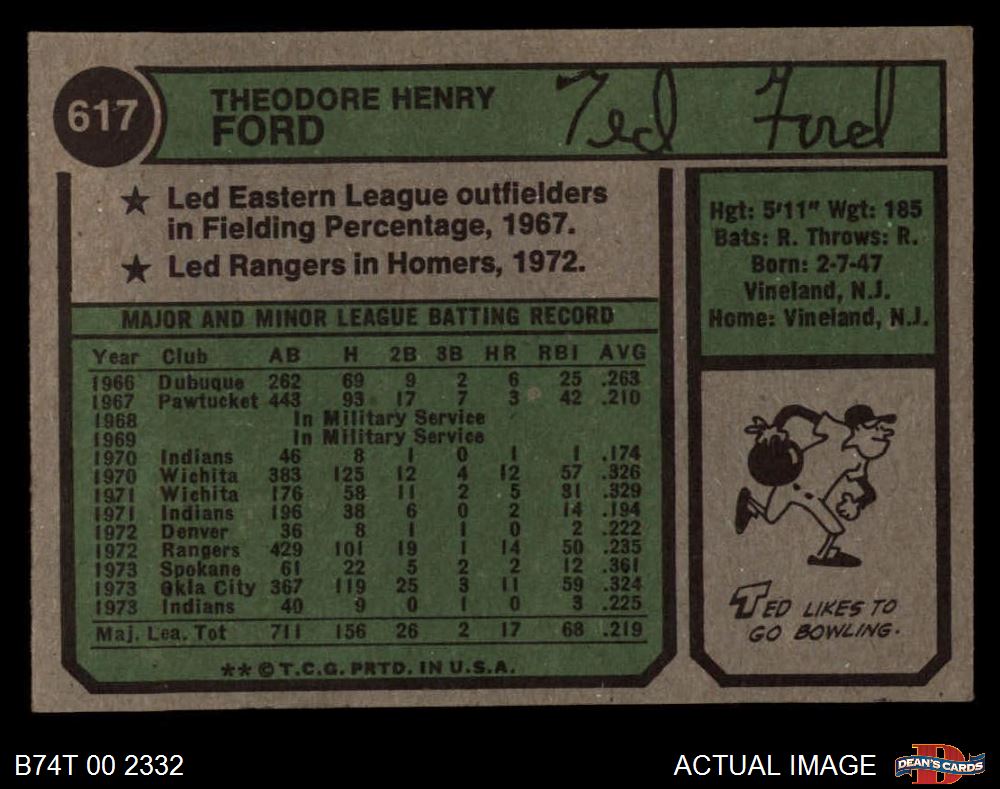 617
THEODORE HENRY
FORD
Ted Ford
★ Led Eastern League outfielders
in Fielding Percentage, 1967.
★ Led Rangers in Homers, 1972.
MAJOR AND MINOR LEAGUE BATTING RECORD
Year Club AB H 2B 3B HR RBI AVG
1966 Dubuque 262 69 9 2 6 25 .263
1967 Pawtucket 443 93 17 7 3 42 .210
1968 In Military Service
1969 In Military Service
1970 Indians 46 8 1 0 1 1 .174
1970 Wichita 383 125 12 4 12 57 .326
1971 Wichita 176 58 11 2 5 31 .329
1971 Indians 196 38 6 0 2 14 .194
1972 Denver 36 8 1 1 0 2 .222
1972 Rangers 429 101 19 1 14 50 .235
1973 Spokane 61 22 5 2 2 12 .361
1973 Okla City 367 119 25 3 11 59 .324
1973 Indians 40 9 0 1 0 3 .225
Maj. Lea. Tot 711 156 26 2 17 68 .219
** © T.C.G. PRTD. IN U.S.A.
Hgt: 5'11" Wgt: 185
Bats: R. Throws: R.
Born: 2-7-47
Vineland, N.J.
Home: Vineland, N.J.
TED LIKES TO
GO BOWLING.
B74T 00 2332
ACTUAL IMAGE
DEAN'S CARDS